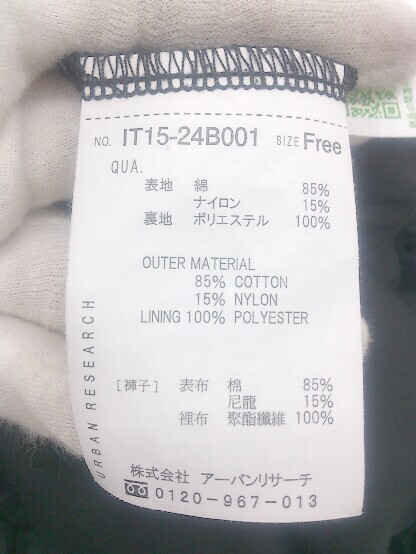 NO. IT15-24B001 SIZE Free
QUA.
表地 綿 85%
ナイロン 15%
裏地 ポリエステル 100%
OUTER MATERIAL
85% COTTON
15% NYLON
LINING 100% POLYESTER
[褲子] 表布 棉 85%
尼龍 15%
裡布 聚酯纖維 100%
URBAN RESEARCH
株式会社 アーバンリサーチ
0120-967-013